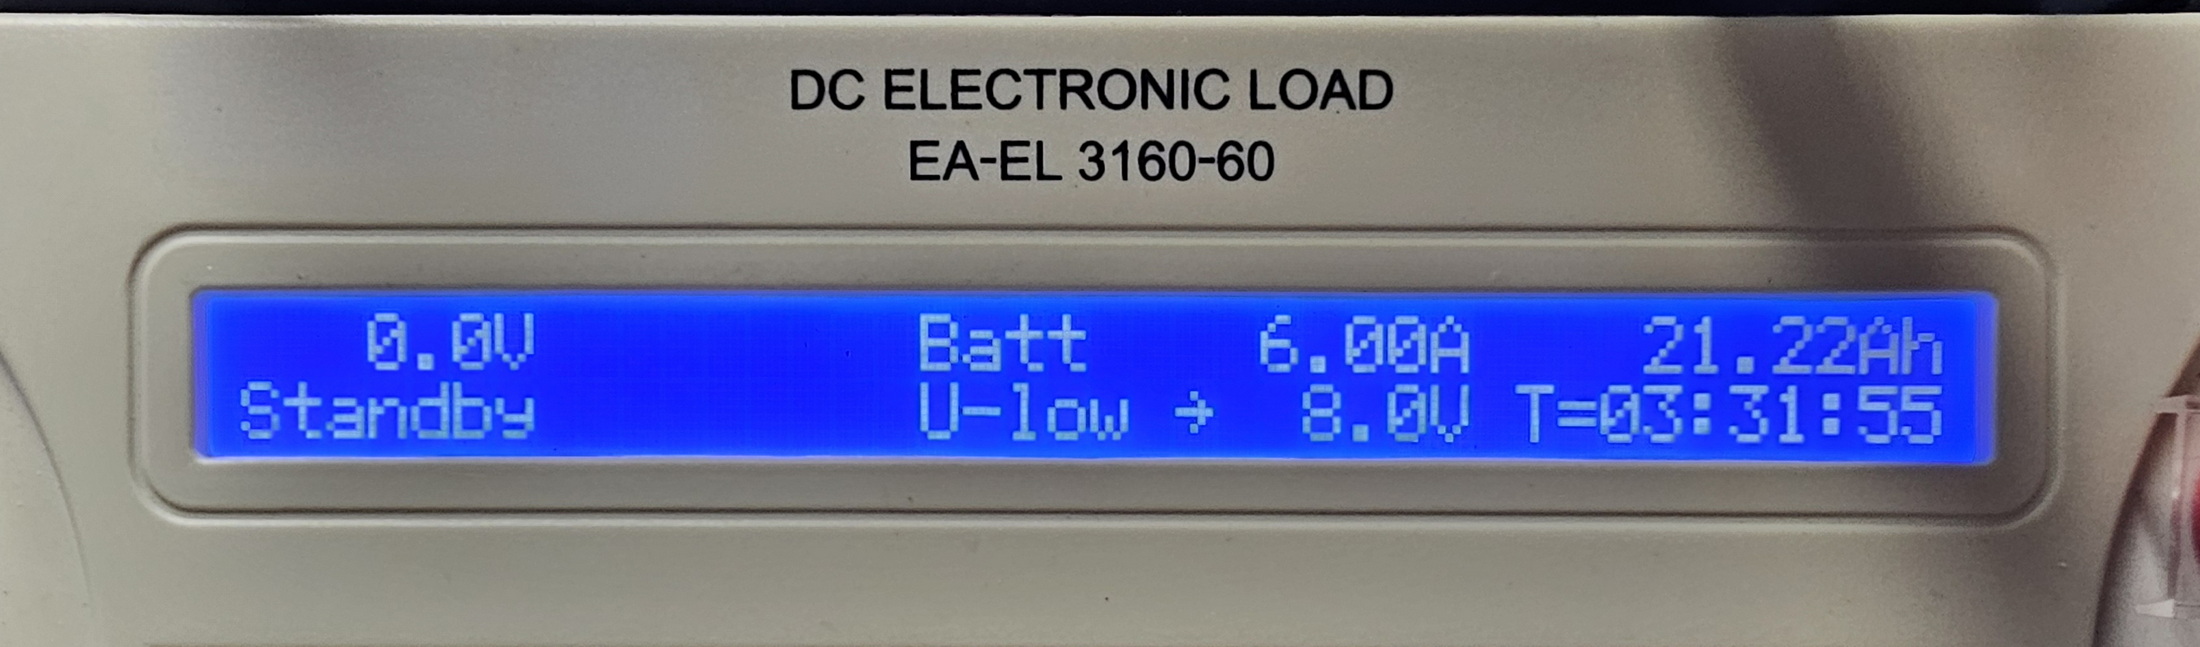 DC ELECTRONIC LOAD
EA-EL 3160-60
0.0V Batt 6.00A 21.22Ah
Standby U-low → 8.0V T=03:31:55